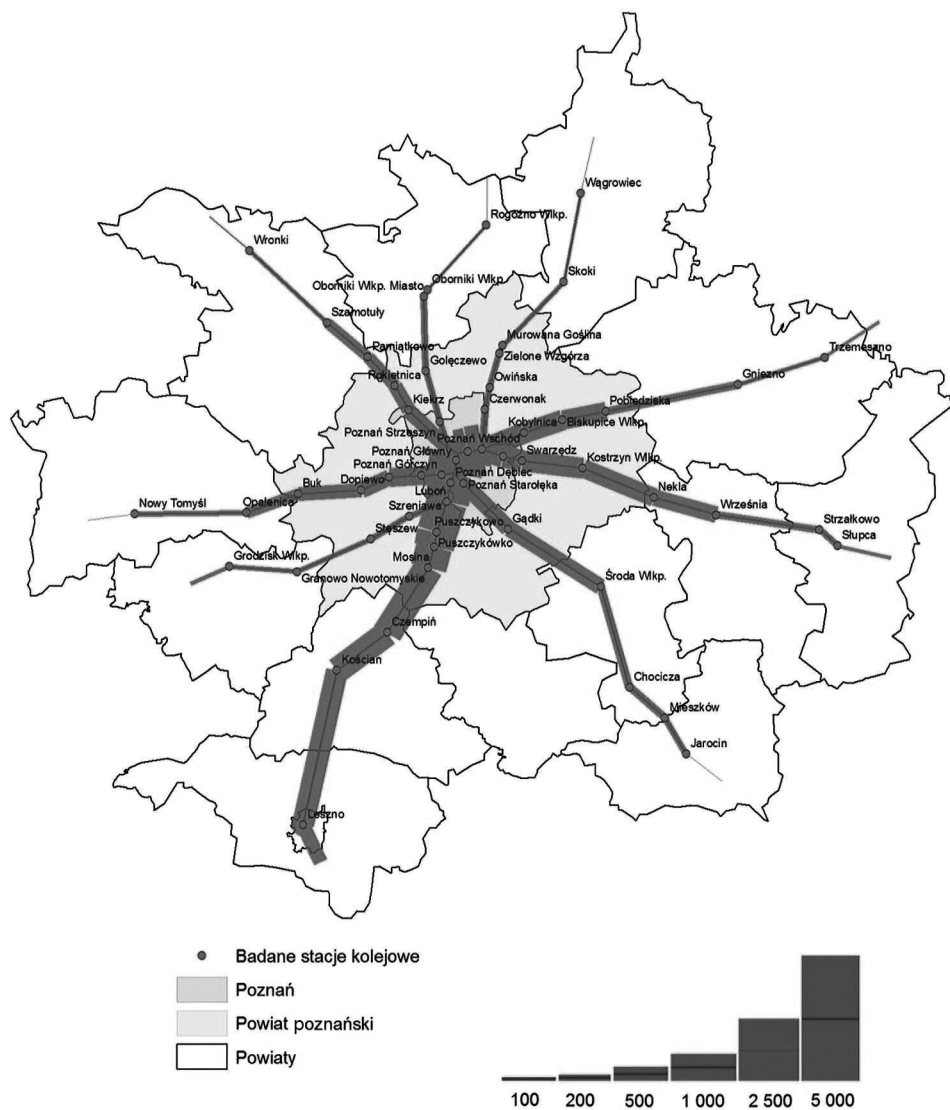 Wągrowiec
Rogoźno Wlkp.
Wronki
Skoki
Oborniki Wlkp.
Oborniki Wlkp. Miasto
Szamotuły
Murowana Goślina
Pamiątkowo
Zielone Wzgórza
Trzemeszno
Golęczewo
Rokietnica
Gniezno
Owińska
Kiekrz
Czerwonak
Pobiedziska
Kobylnica
Biskupice Wlkp.
Poznań Strzeszyn
Poznań Wschód
Poznań Główny
Swarzędz
Kostrzyn Wlkp.
Poznań Górczyn
Poznań Dębiec
Dopiewo
Poznań Starołęka
Buk
Luboń
Nekla
Nowy Tomyśl
Opalenica
Szreniawa
Września
Puszczykowo
Gądki
Stęszew
Strzałkowo
Słupca
Puszczykówko
Grodzisk Wlkp.
Mosina
Granowo Nowotomyskie
Środa Wlkp.
Czempiń
Kościan
Chocicza
Mieszków
Jarocin
Leszno
Badane stacje kolejowe
Poznań
Powiat poznański
Powiaty
100 200 500 1 000 2 500 5 000